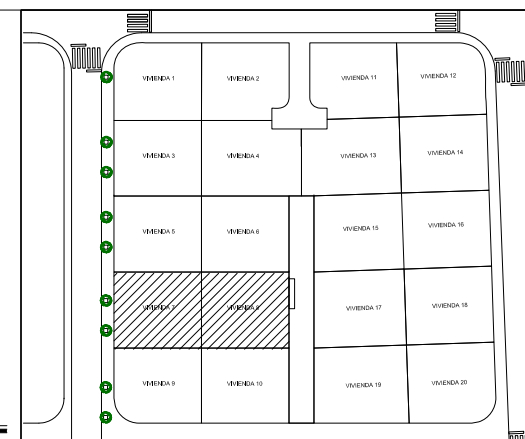 VIVIENDA 1
VIVIENDA 2
VIVIENDA 11
VIVIENDA 12
VIVIENDA 3
VIVIENDA 4
VIVIENDA 13
VIVIENDA 14
VIVIENDA 5
VIVIENDA 6
VIVIENDA 15
VIVIENDA 16
VIVIENDA 7
VIVIENDA 8
VIVIENDA 17
VIVIENDA 18
VIVIENDA 9
VIVIENDA 10
VIVIENDA 19
VIVIENDA 20